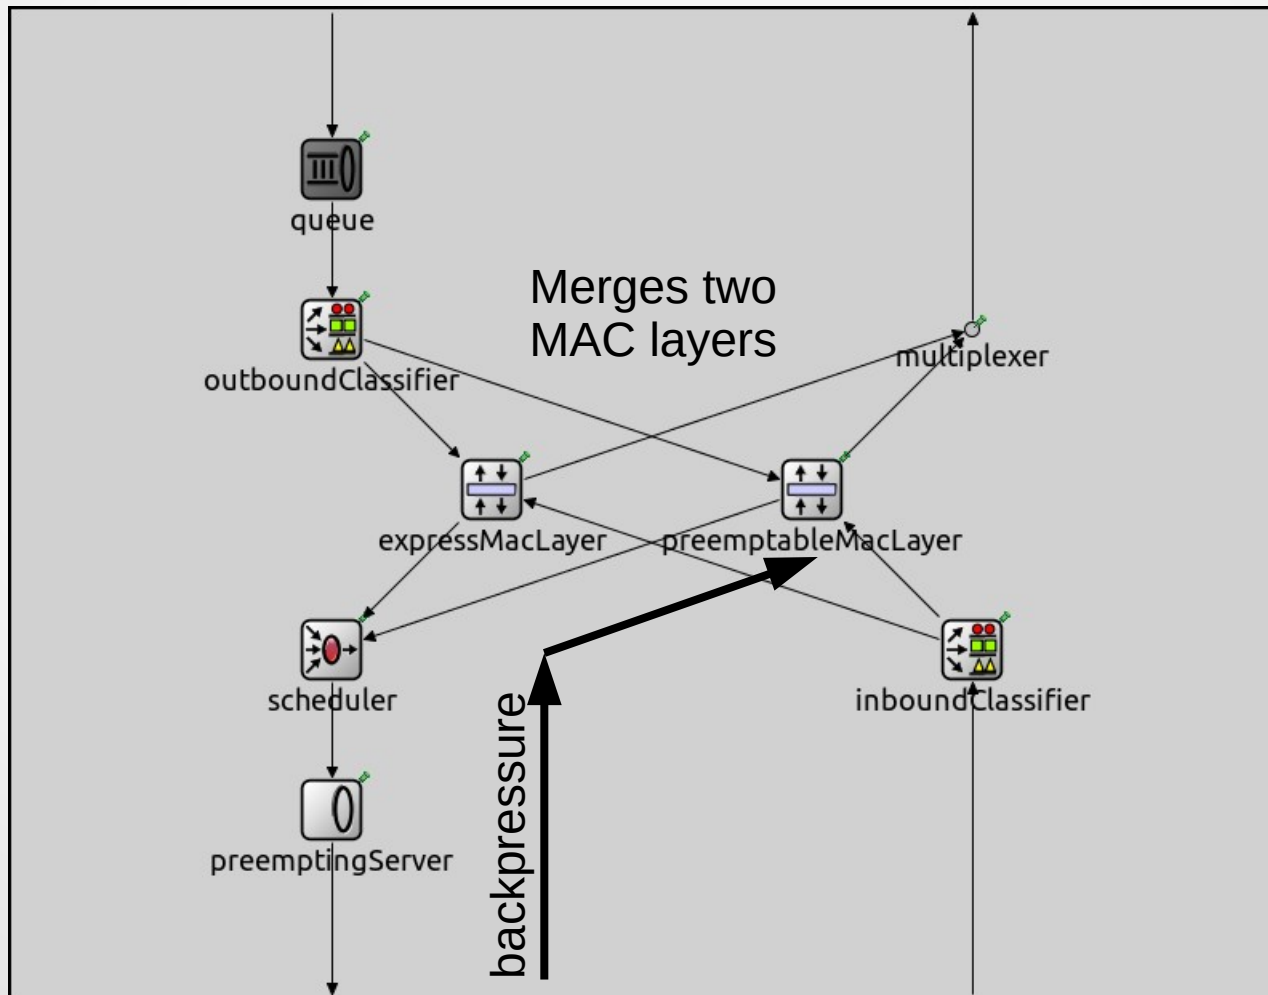 queue
Merges two
MAC layers
multiplexer
outboundClassifier
expressMacLayer
preemptableMacLayer
scheduler
inboundClassifier
backpressure
preemptingServer